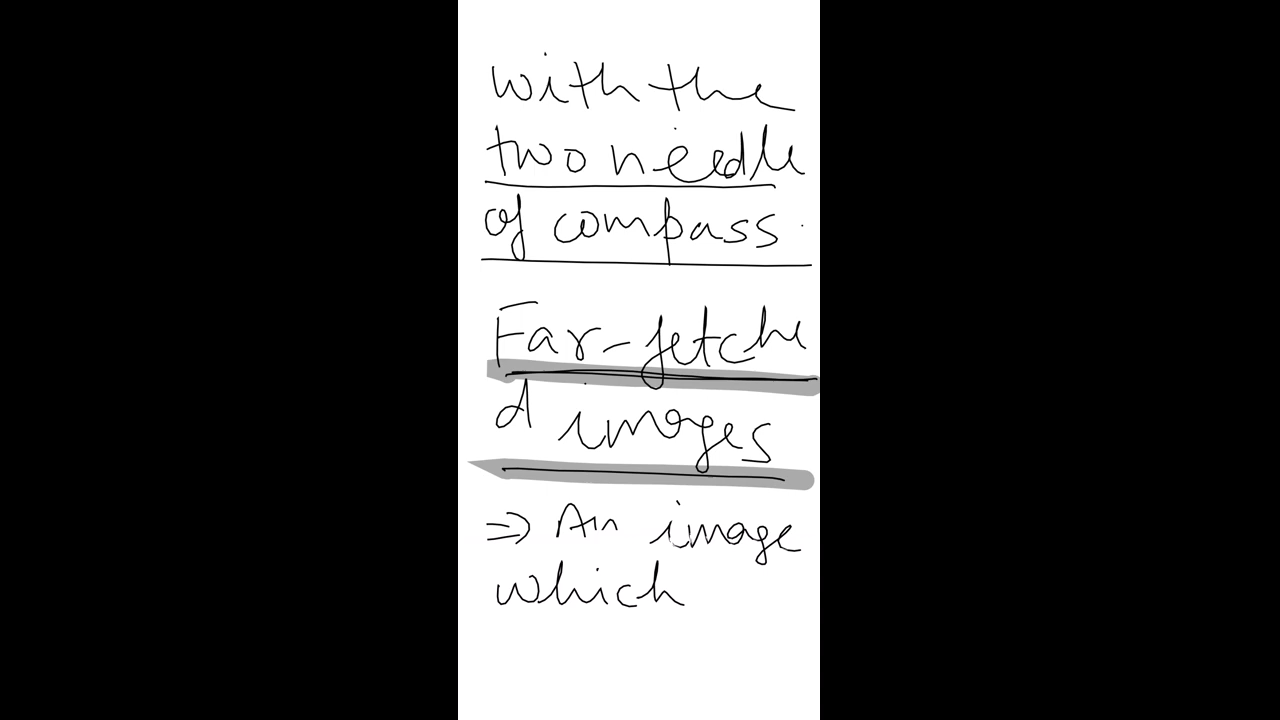 with the
two needle
of compass.
Far-fetche
d images
⇒ An image
which